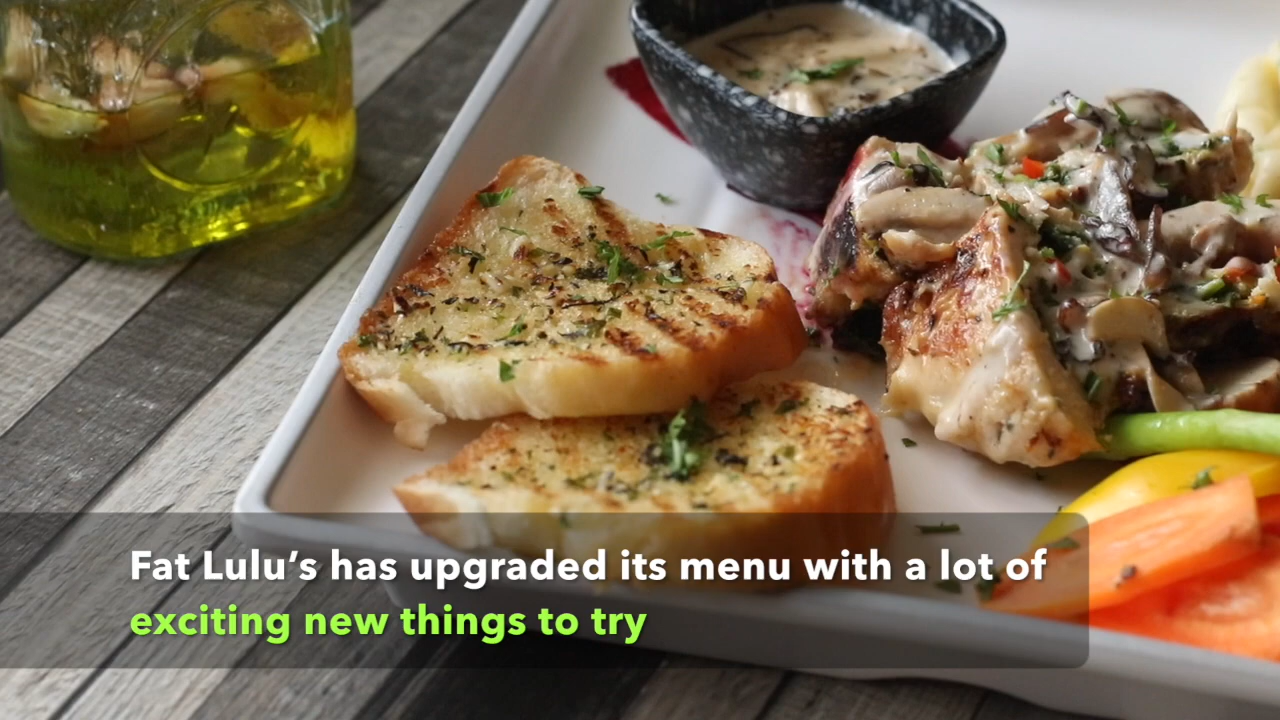 Fat Lulu’s has upgraded its menu with a lot of
exciting new things to try